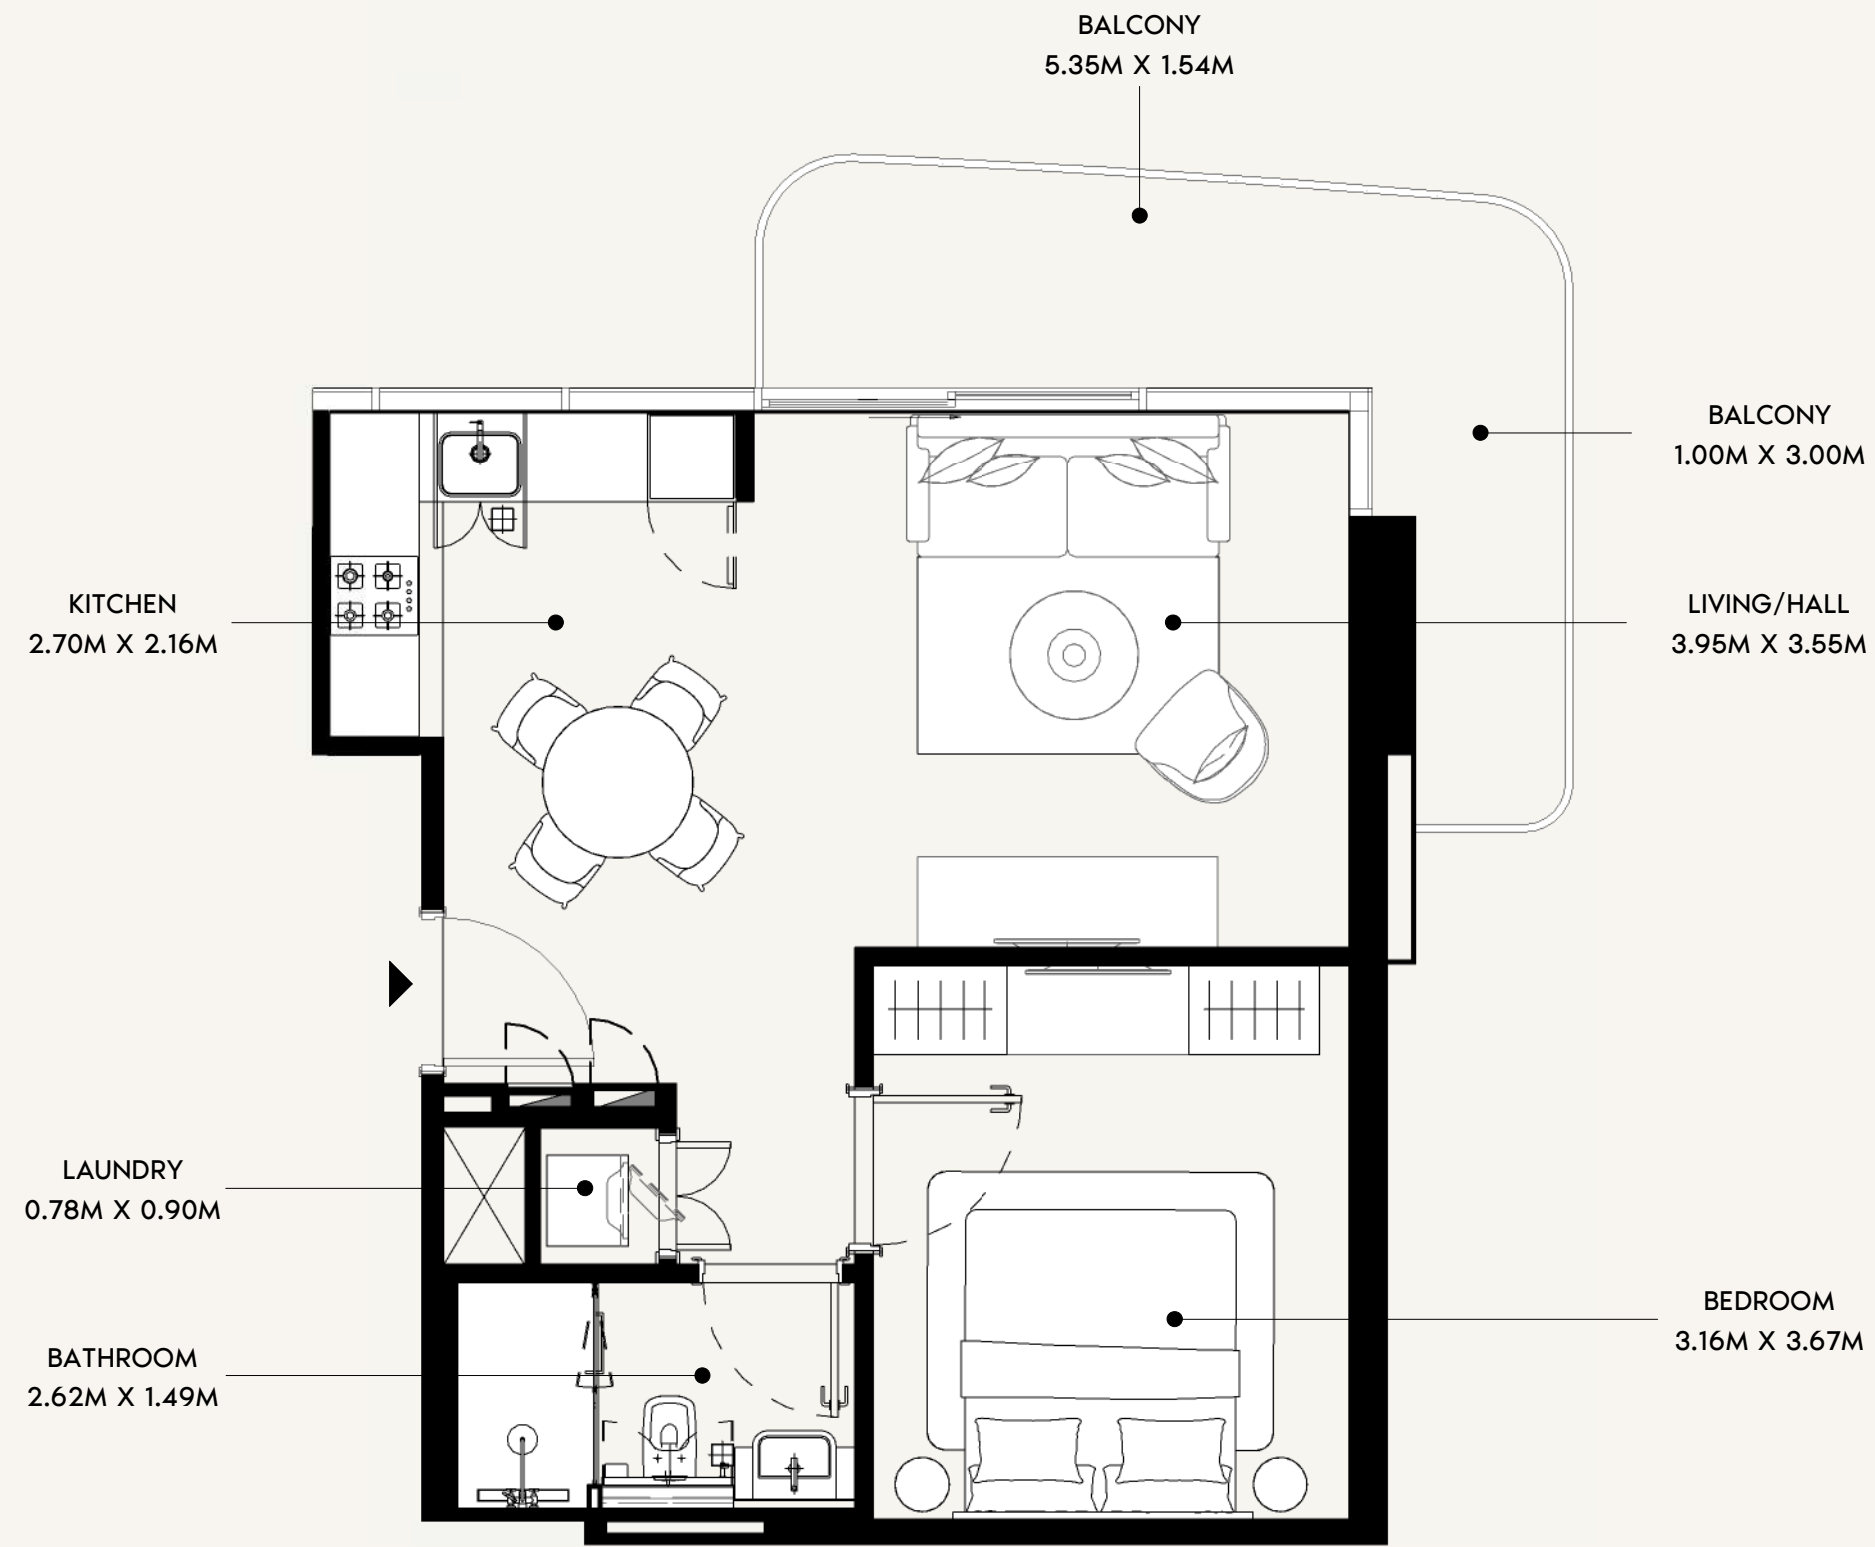 BALCONY
5.35M X 1.54M
BALCONY
1.00M X 3.00M
KITCHEN
2.70M X 2.16M
LIVING/HALL
3.95M X 3.55M
LAUNDRY
0.78M X 0.90M
BEDROOM
3.16M X 3.67M
BATHROOM
2.62M X 1.49M